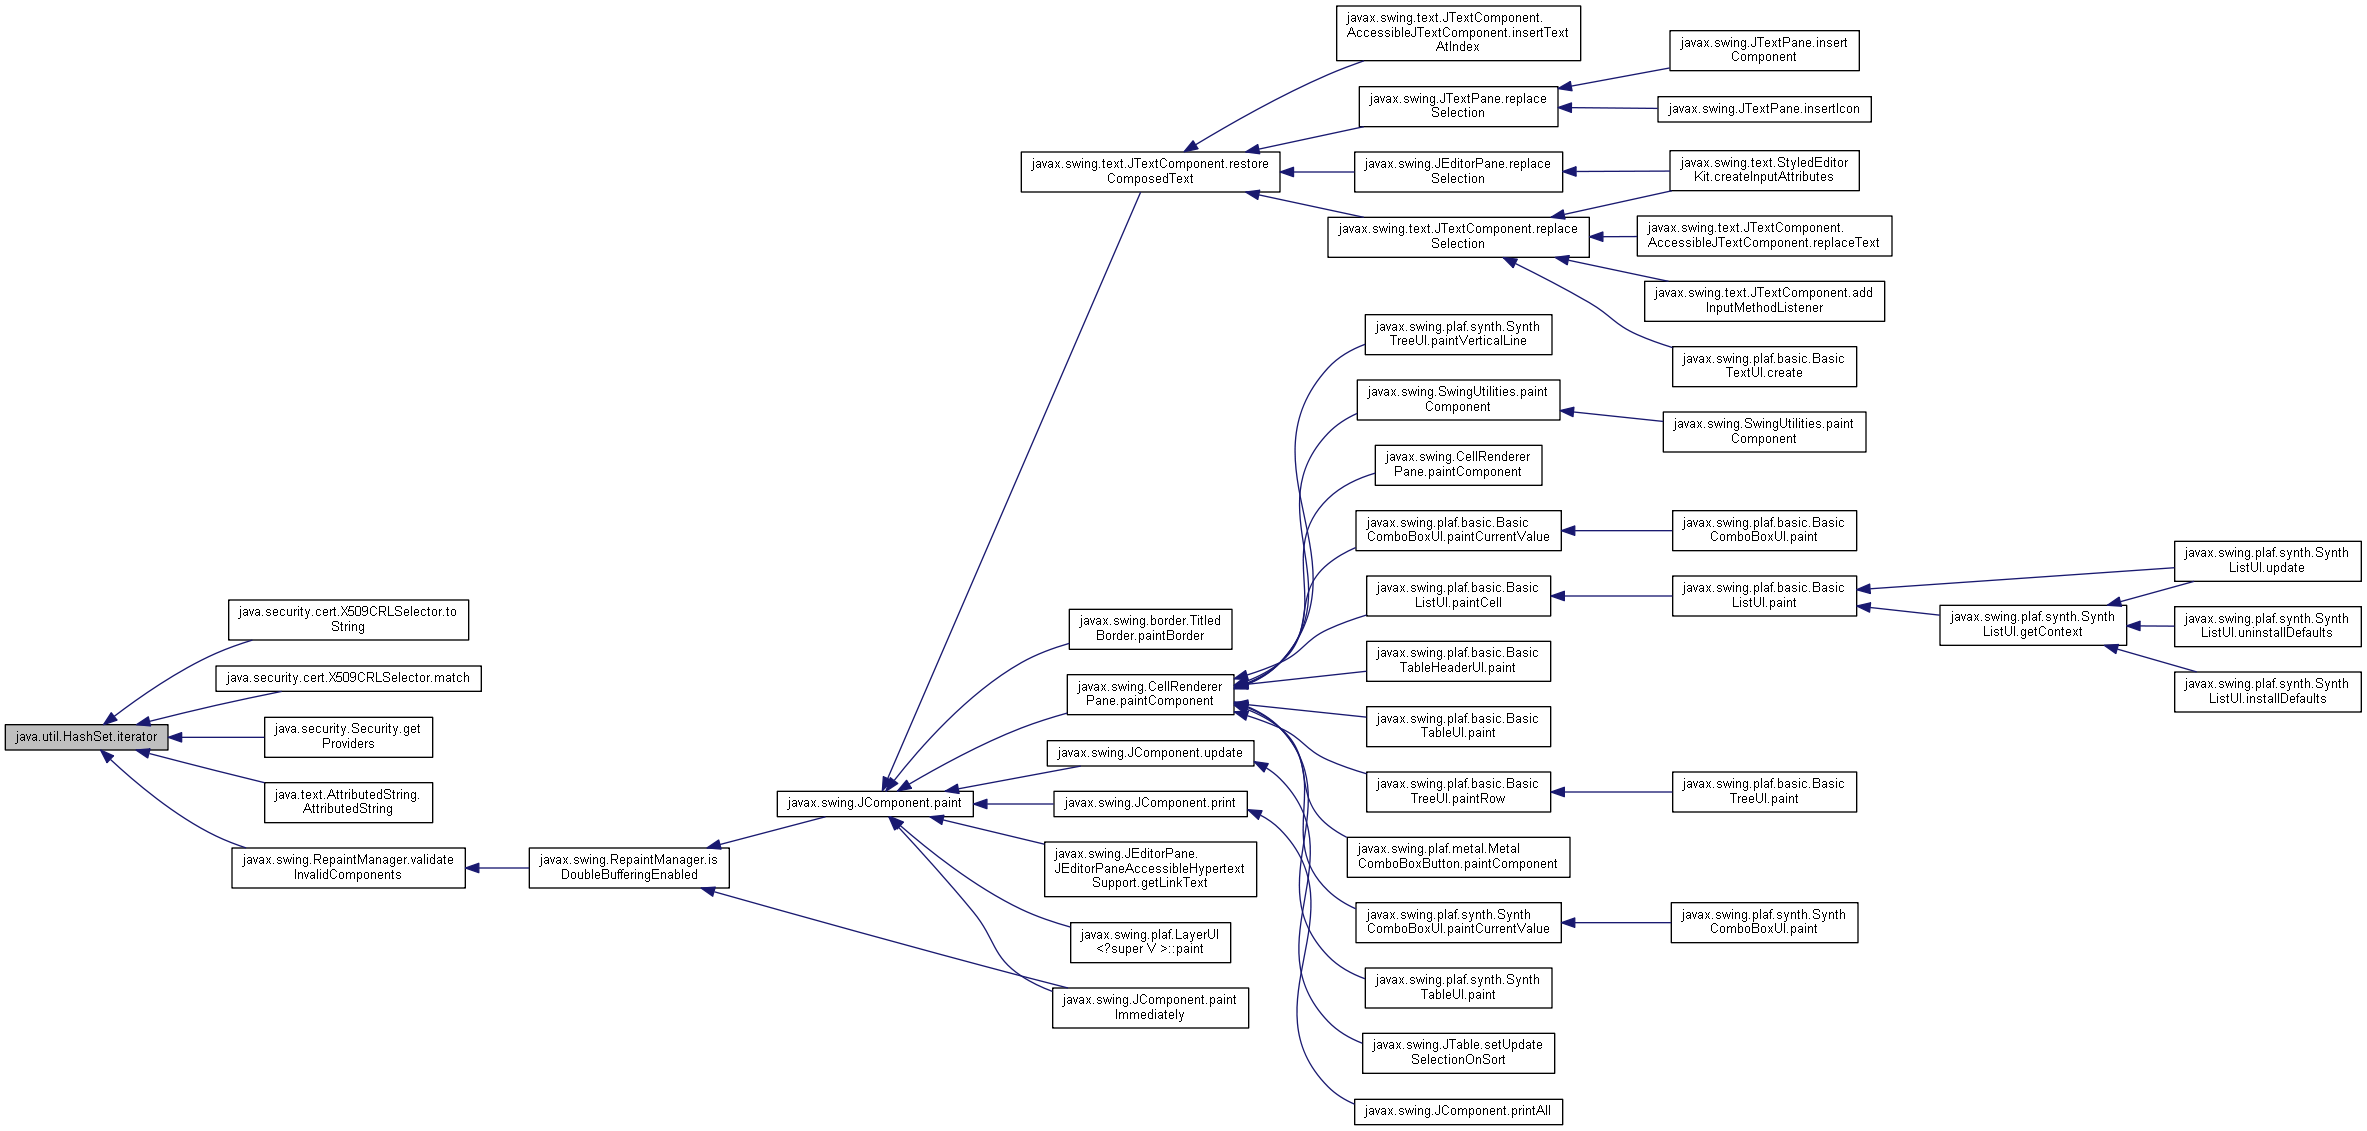 java.util.HashSet.iterator
java.security.cert.X509CRLSelector.to
String
java.security.cert.X509CRLSelector.match
java.security.Security.get
Providers
java.text.AttributedString.
AttributedString
javax.swing.RepaintManager.validate
InvalidComponents
javax.swing.RepaintManager.is
DoubleBufferingEnabled
javax.swing.JComponent.paint
javax.swing.text.JTextComponent.restore
ComposedText
javax.swing.border.Titled
Border.paintBorder
javax.swing.CellRenderer
Pane.paintComponent
javax.swing.JComponent.update
javax.swing.JComponent.print
javax.swing.JEditorPane.
JEditorPaneAccessibleHypertext
Support.getLinkText
javax.swing.plaf.LayerUI
<?super V >::paint
javax.swing.JComponent.paint
Immediately
javax.swing.text.JTextComponent.
AccessibleJTextComponent.insertText
AtIndex
javax.swing.JTextPane.replace
Selection
javax.swing.JEditorPane.replace
Selection
javax.swing.text.JTextComponent.replace
Selection
javax.swing.plaf.synth.Synth
TreeUI.paintVerticalLine
javax.swing.SwingUtilities.paint
Component
javax.swing.CellRenderer
Pane.paintComponent
javax.swing.plaf.basic.Basic
ComboBoxUI.paintCurrentValue
javax.swing.plaf.basic.Basic
ListUI.paintCell
javax.swing.plaf.basic.Basic
TableHeaderUI.paint
javax.swing.plaf.basic.Basic
TableUI.paint
javax.swing.plaf.basic.Basic
TreeUI.paintRow
javax.swing.plaf.metal.Metal
ComboBoxButton.paintComponent
javax.swing.plaf.synth.Synth
ComboBoxUI.paintCurrentValue
javax.swing.plaf.synth.Synth
TableUI.paint
javax.swing.JTable.setUpdate
SelectionOnSort
javax.swing.JComponent.printAll
javax.swing.JTextPane.insert
Component
javax.swing.JTextPane.insertIcon
javax.swing.text.StyledEditor
Kit.createInputAttributes
javax.swing.text.JTextComponent.
AccessibleJTextComponent.replaceText
javax.swing.text.JTextComponent.add
InputMethodListener
javax.swing.plaf.basic.Basic
TextUI.create
javax.swing.SwingUtilities.paint
Component
javax.swing.plaf.basic.Basic
ComboBoxUI.paint
javax.swing.plaf.basic.Basic
ListUI.paint
javax.swing.plaf.basic.Basic
TreeUI.paint
javax.swing.plaf.synth.Synth
ComboBoxUI.paint
javax.swing.plaf.synth.Synth
ListUI.getContext
javax.swing.plaf.synth.Synth
ListUI.update
javax.swing.plaf.synth.Synth
ListUI.uninstallDefaults
javax.swing.plaf.synth.Synth
ListUI.installDefaults